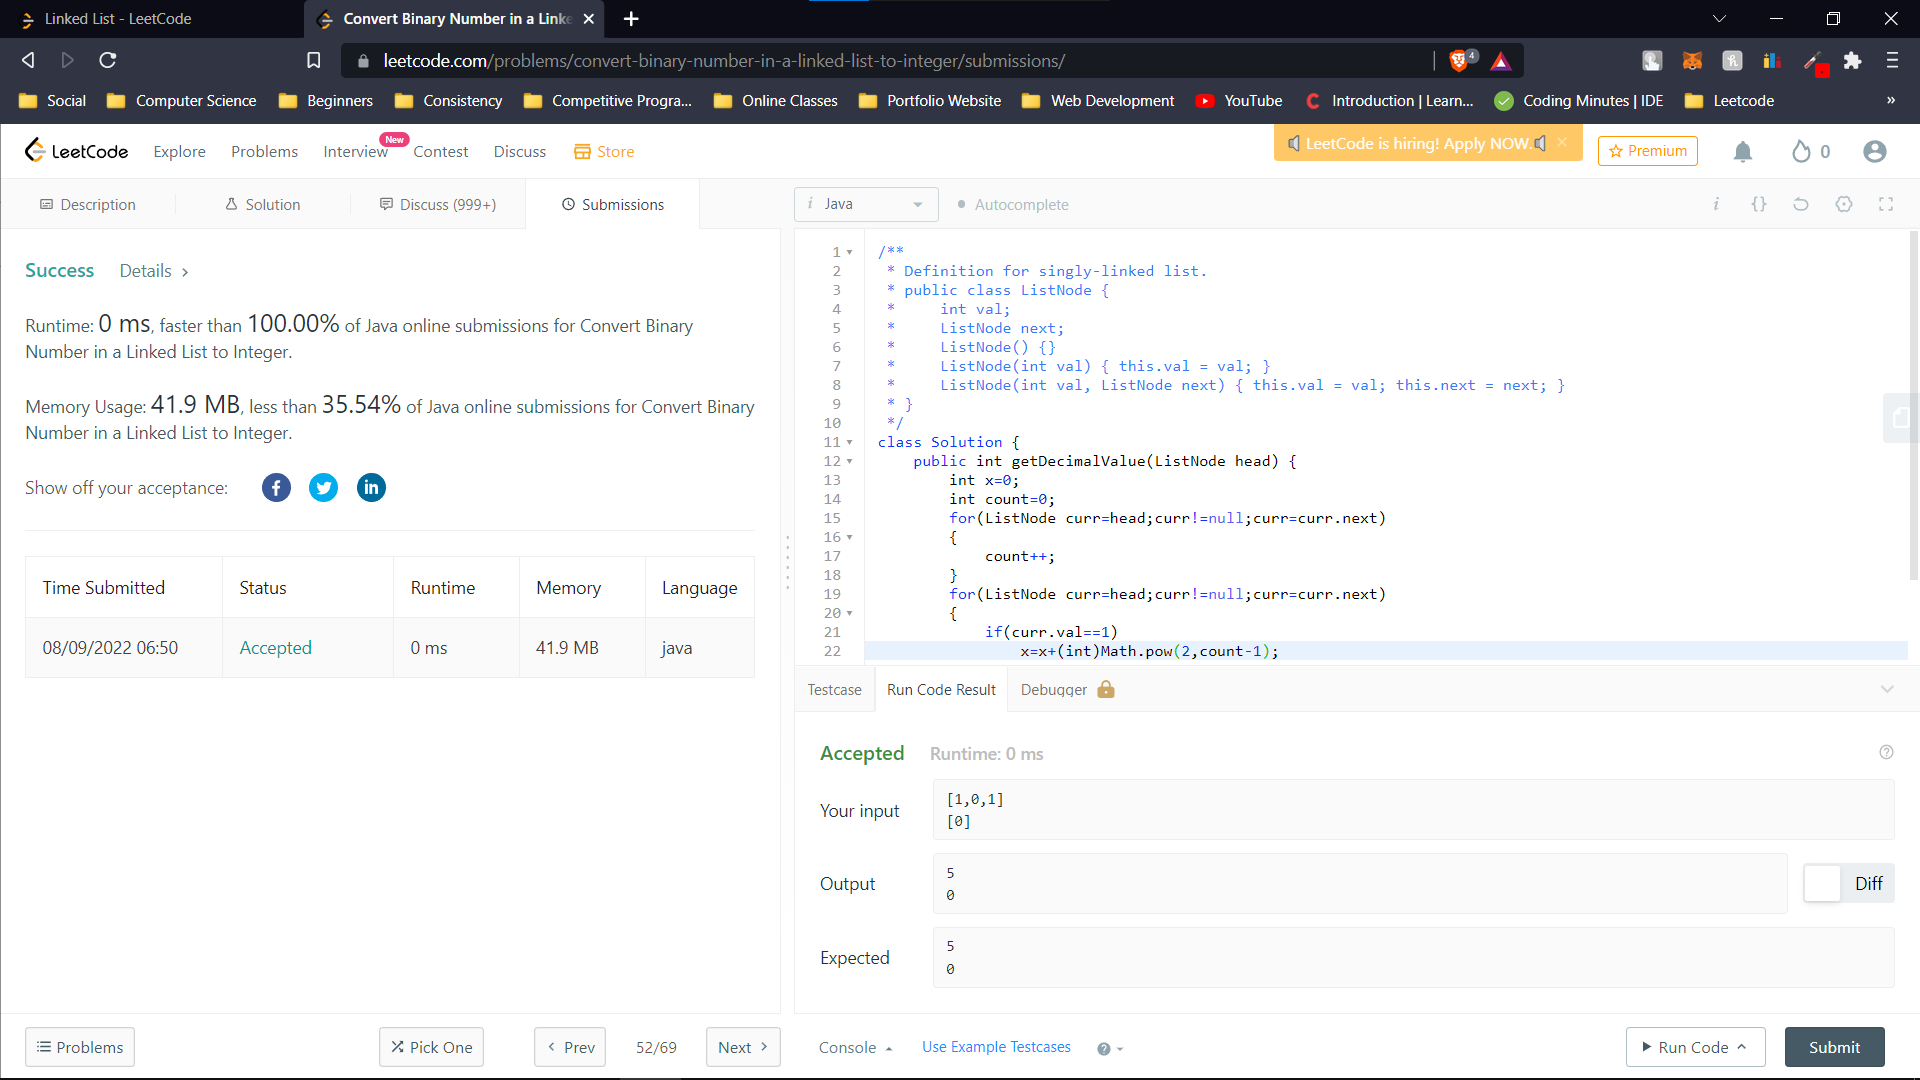 Linked List - LeetCode
Convert Binary Number in a Linke
leetcode.com/problems/convert-binary-number-in-a-linked-list-to-integer/submissions/
4
Social Computer Science Beginners Consistency Competitive Progra... Online Classes Portfolio Website Web Development YouTube Introduction | Learn... Coding Minutes | IDE Leetcode »
LeetCode Explore Problems Interview New Contest Discuss Store
LeetCode is hiring! Apply NOW.
Premium
0
Description Solution Discuss (999+) Submissions
i Java Autocomplete
i {}
Success Details >
Runtime: 0 ms, faster than 100.00% of Java online submissions for Convert Binary
Number in a Linked List to Integer.
Memory Usage: 41.9 MB, less than 35.54% of Java online submissions for Convert Binary
Number in a Linked List to Integer.
Show off your acceptance:
Time Submitted Status Runtime Memory Language
08/09/2022 06:50 Accepted 0 ms 41.9 MB java
1 /**
2 * Definition for singly-linked list.
3 * public class ListNode {
4 *     int val;
5 *     ListNode next;
6 *     ListNode() {}
7 *     ListNode(int val) { this.val = val; }
8 *     ListNode(int val, ListNode next) { this.val = val; this.next = next; }
9 * }
10 */
11 class Solution {
12     public int getDecimalValue(ListNode head) {
13         int x=0;
14         int count=0;
15         for(ListNode curr=head;curr!=null;curr=curr.next)
16         {
17             count++;
18         }
19         for(ListNode curr=head;curr!=null;curr=curr.next)
20         {
21             if(curr.val==1)
22                 x=x+(int)Math.pow(2,count-1);
Testcase Run Code Result Debugger
Accepted Runtime: 0 ms
Your input
[1,0,1]
[0]
Output
5
0
Diff
Expected
5
0
Problems Pick One < Prev 52/69 Next >
Console Use Example Testcases
Run Code Submit